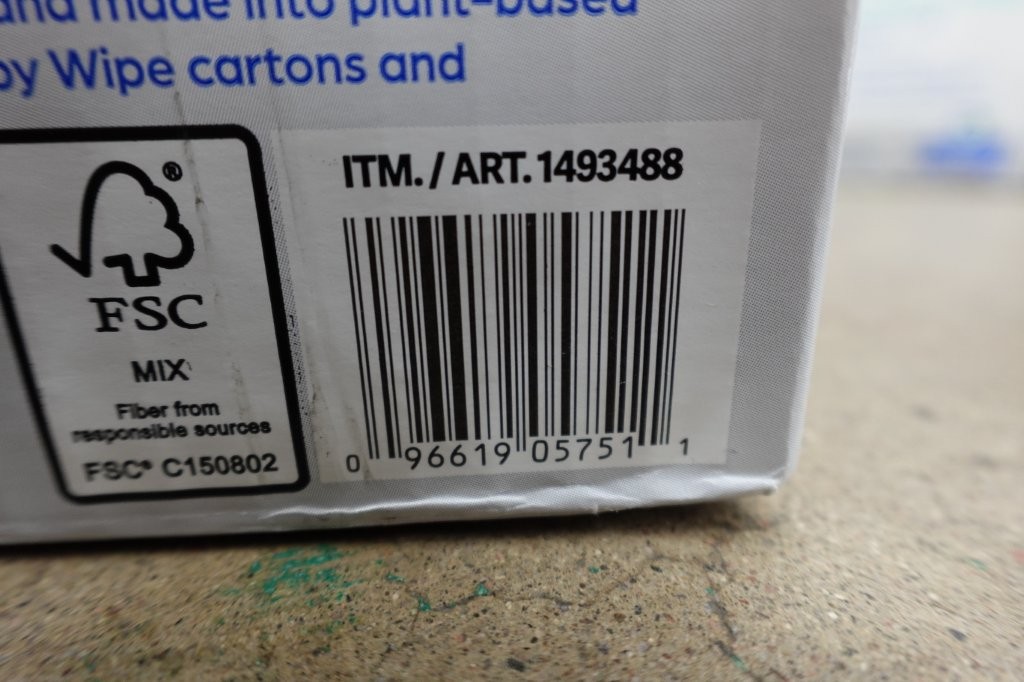 and made into plant-based
by Wipe cartons and
®
FSC
MIX
Fiber from
responsible sources
FSC® C150802
ITM. / ART. 1493488
0 96619 05751 1